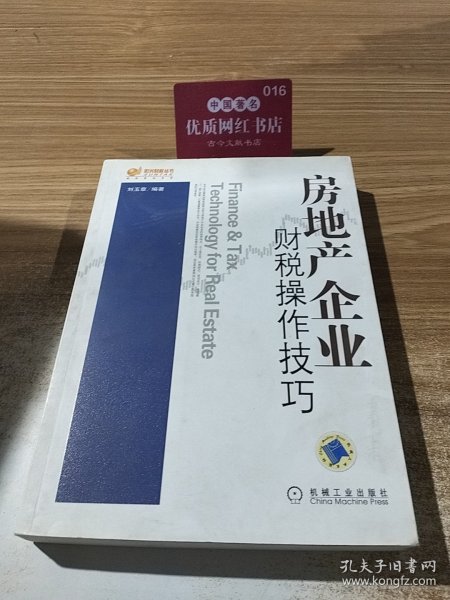 016
中国著名
优质网红书店
古今文献书店
刘玉章 编著
房地产企业
财税操作技巧
Finance & Tax
Technology for Real Estate
机械工业出版社
China Machine Press
孔夫子旧书网
www.kongfz.com